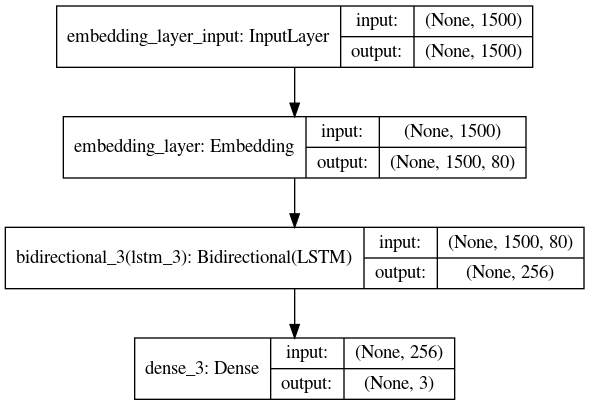 embedding_layer_input: InputLayer
input:
(None, 1500)
output:
(None, 1500)
embedding_layer: Embedding
input:
(None, 1500)
output:
(None, 1500, 80)
bidirectional_3(lstm_3): Bidirectional(LSTM)
input:
(None, 1500, 80)
output:
(None, 256)
dense_3: Dense
input:
(None, 256)
output:
(None, 3)